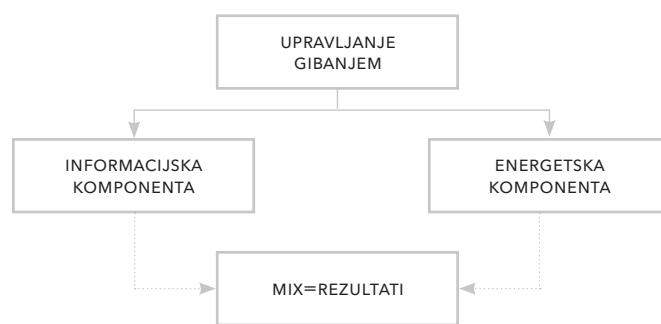 UPRAVLJANJE
GIBANJEM
INFORMACIJSKA
KOMPONENTA
ENERGETSKA
KOMPONENTA
MIX=REZULTATI